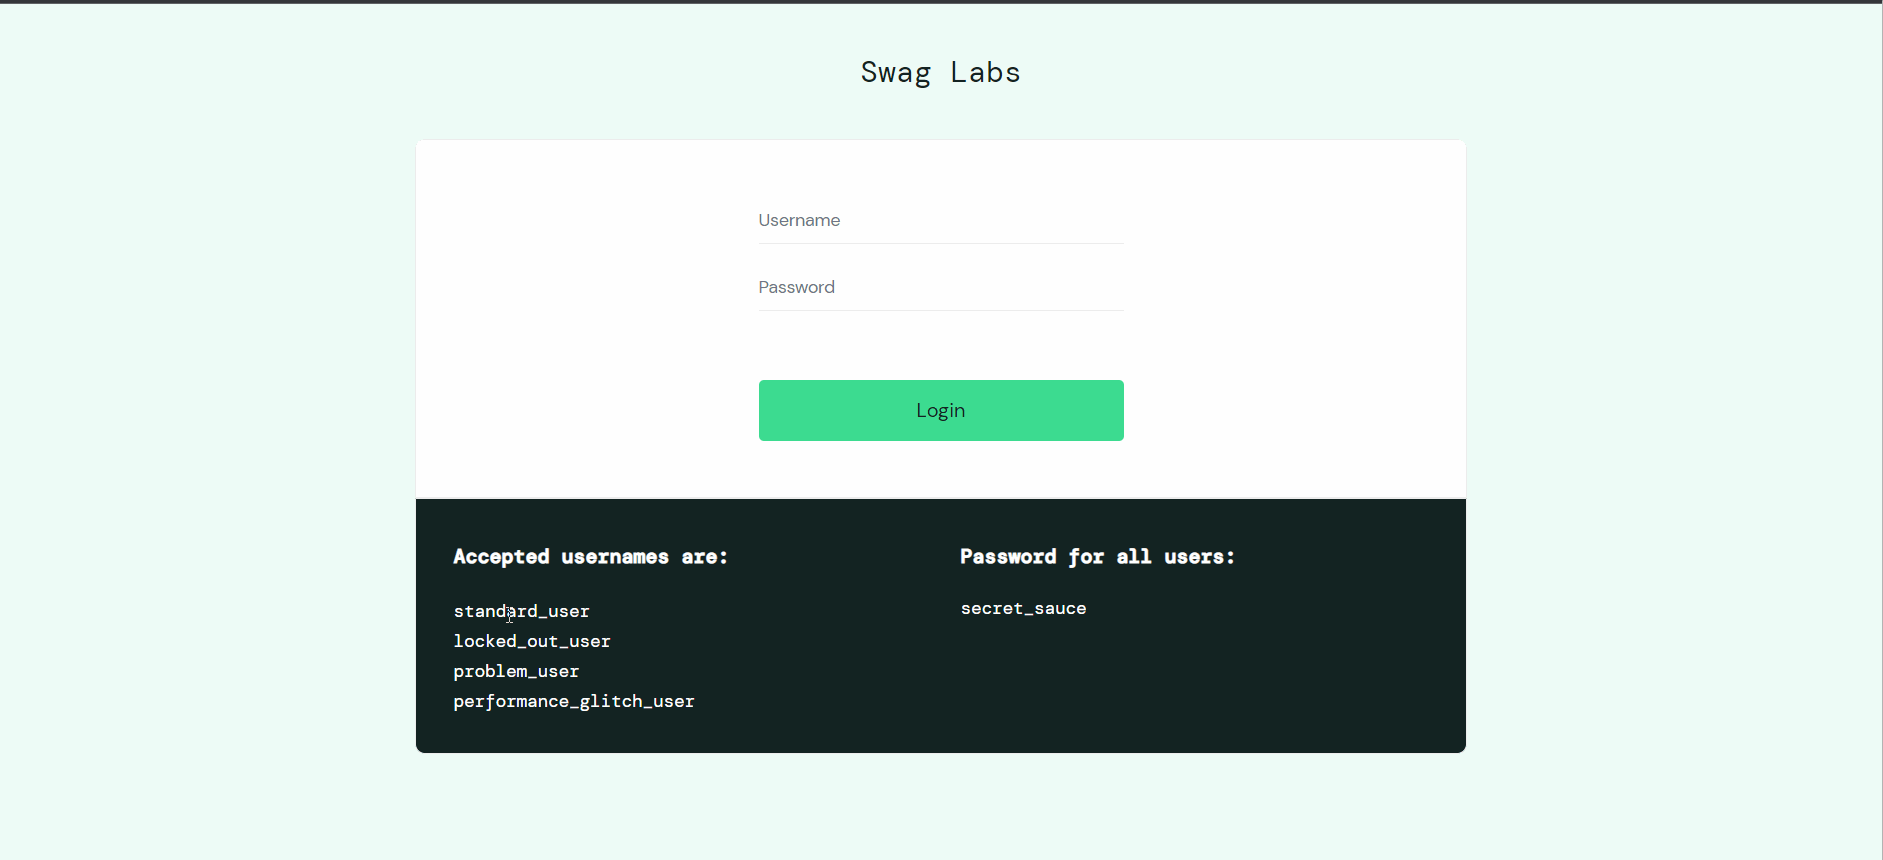 Swag Labs
Username
Password
Login
Accepted usernames are:
standard_user
locked_out_user
problem_user
performance_glitch_user
Password for all users:
secret_sauce